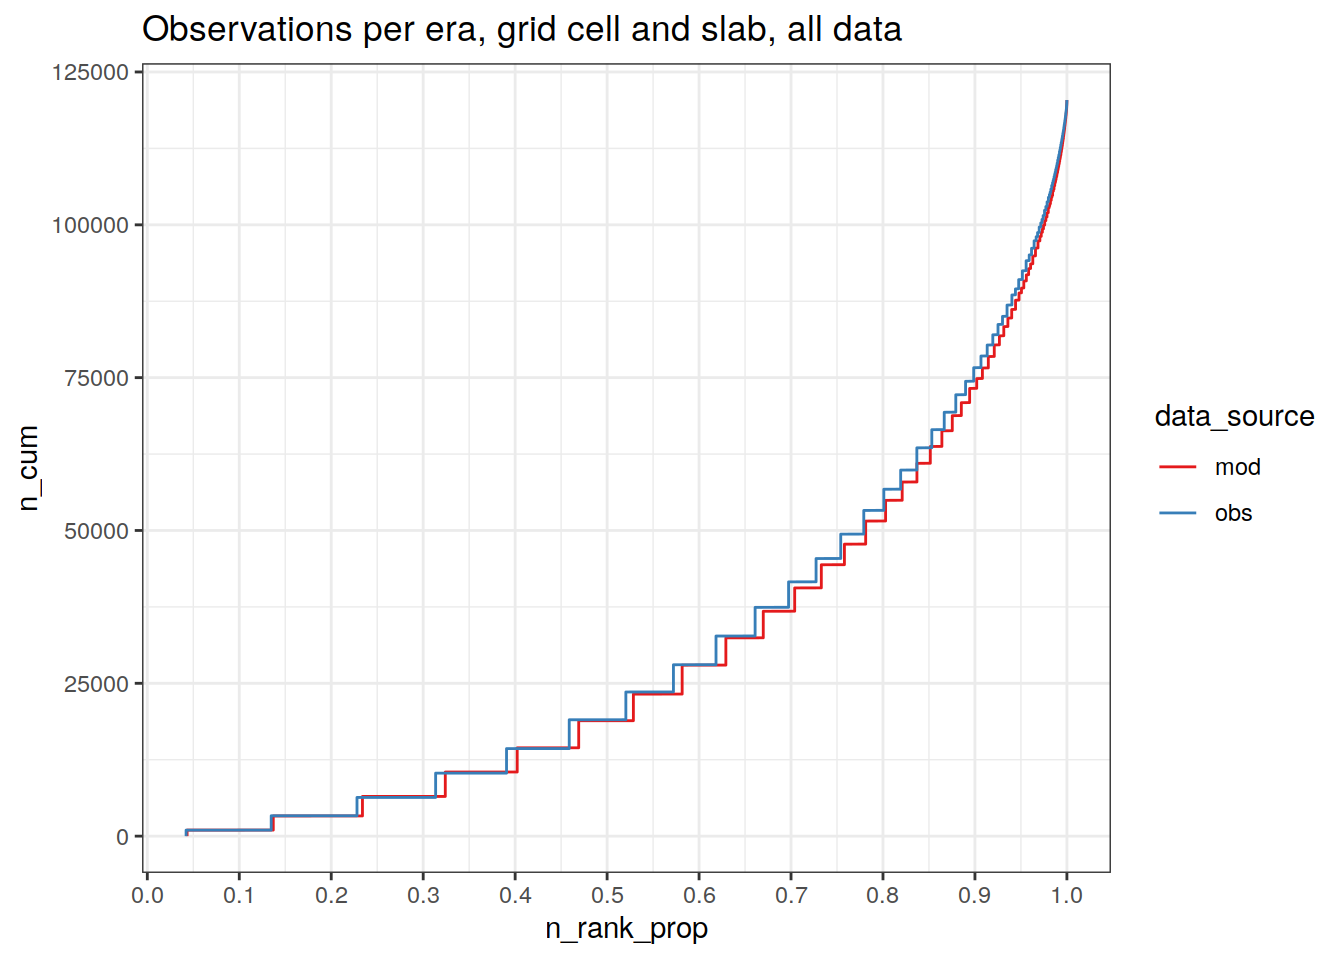 Observations per era, grid cell and slab, all data
125000
100000
75000
50000
25000
0
n_cum
0.0 0.1 0.2 0.3 0.4 0.5 0.6 0.7 0.8 0.9 1.0
n_rank_prop
data_source
mod
obs